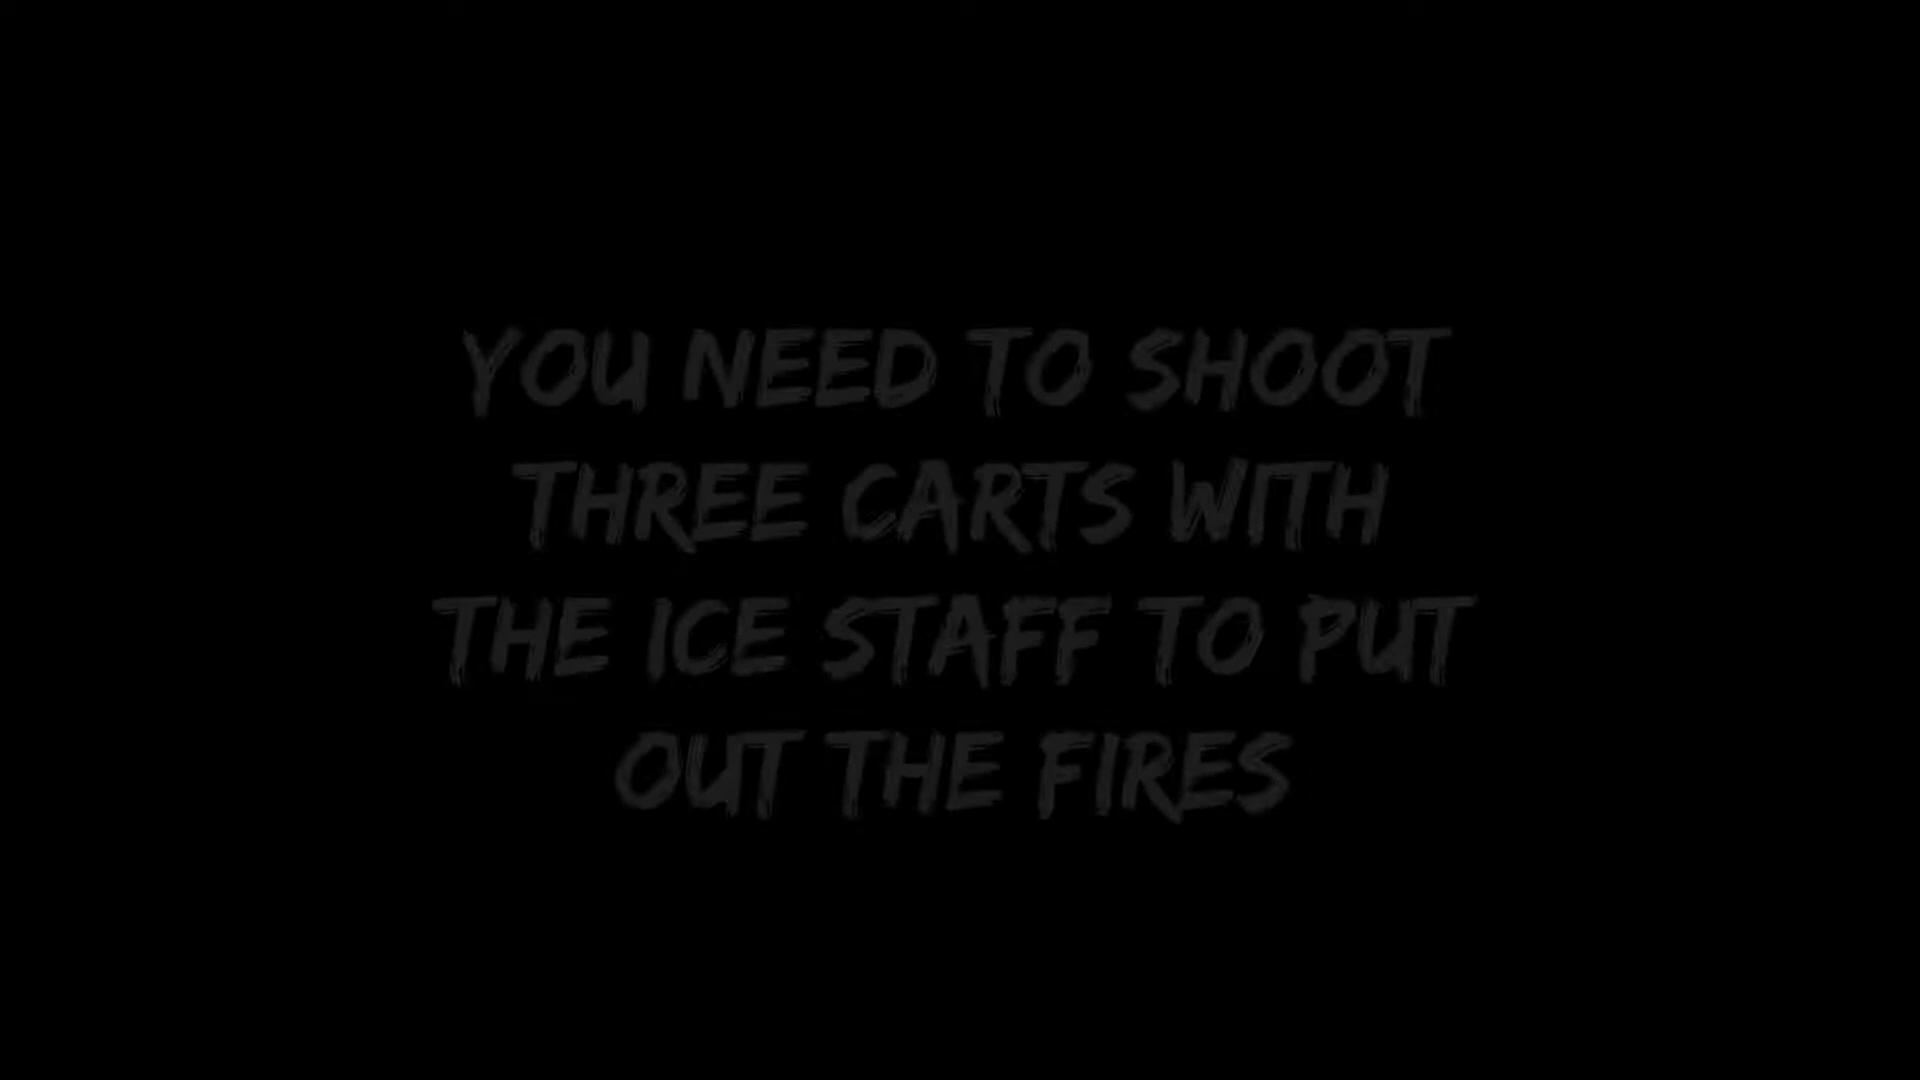 YOU NEED TO SHOOT
THREE CARTS WITH
THE ICE STAFF TO PUT
OUT THE FIRES